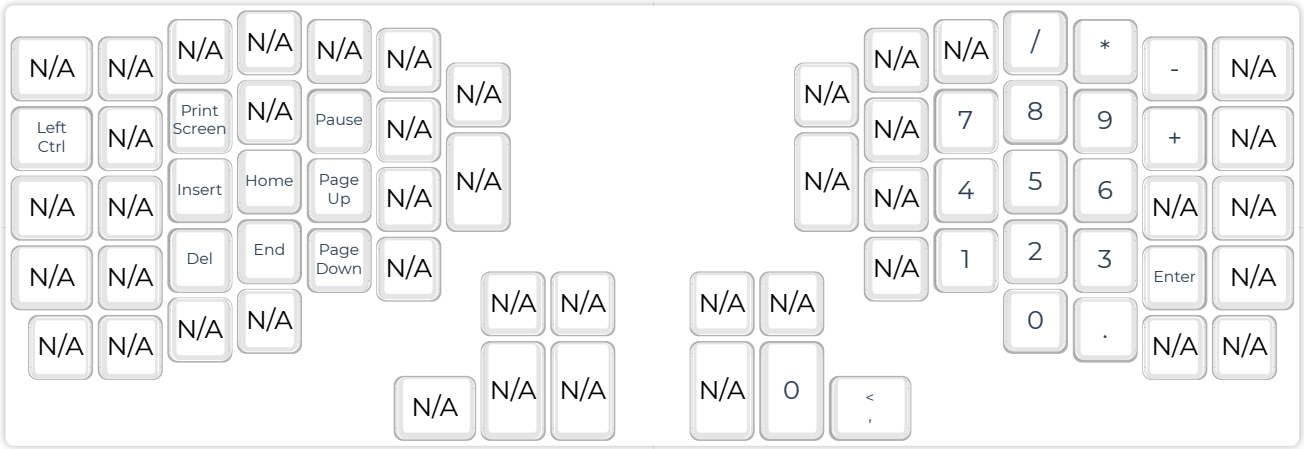 N/A N/A N/A N/A N/A N/A N/A N/A N/A N/A / * - N/A
Left Ctrl N/A Print Screen N/A Pause N/A N/A N/A N/A 7 8 9 + N/A
N/A N/A Insert Home Page Up N/A N/A 4 5 6 N/A N/A
N/A N/A Del End Page Down N/A N/A 1 2 3 Enter N/A
N/A N/A N/A N/A N/A N/A N/A N/A 0 . N/A N/A
N/A N/A N/A N/A 0 < ,